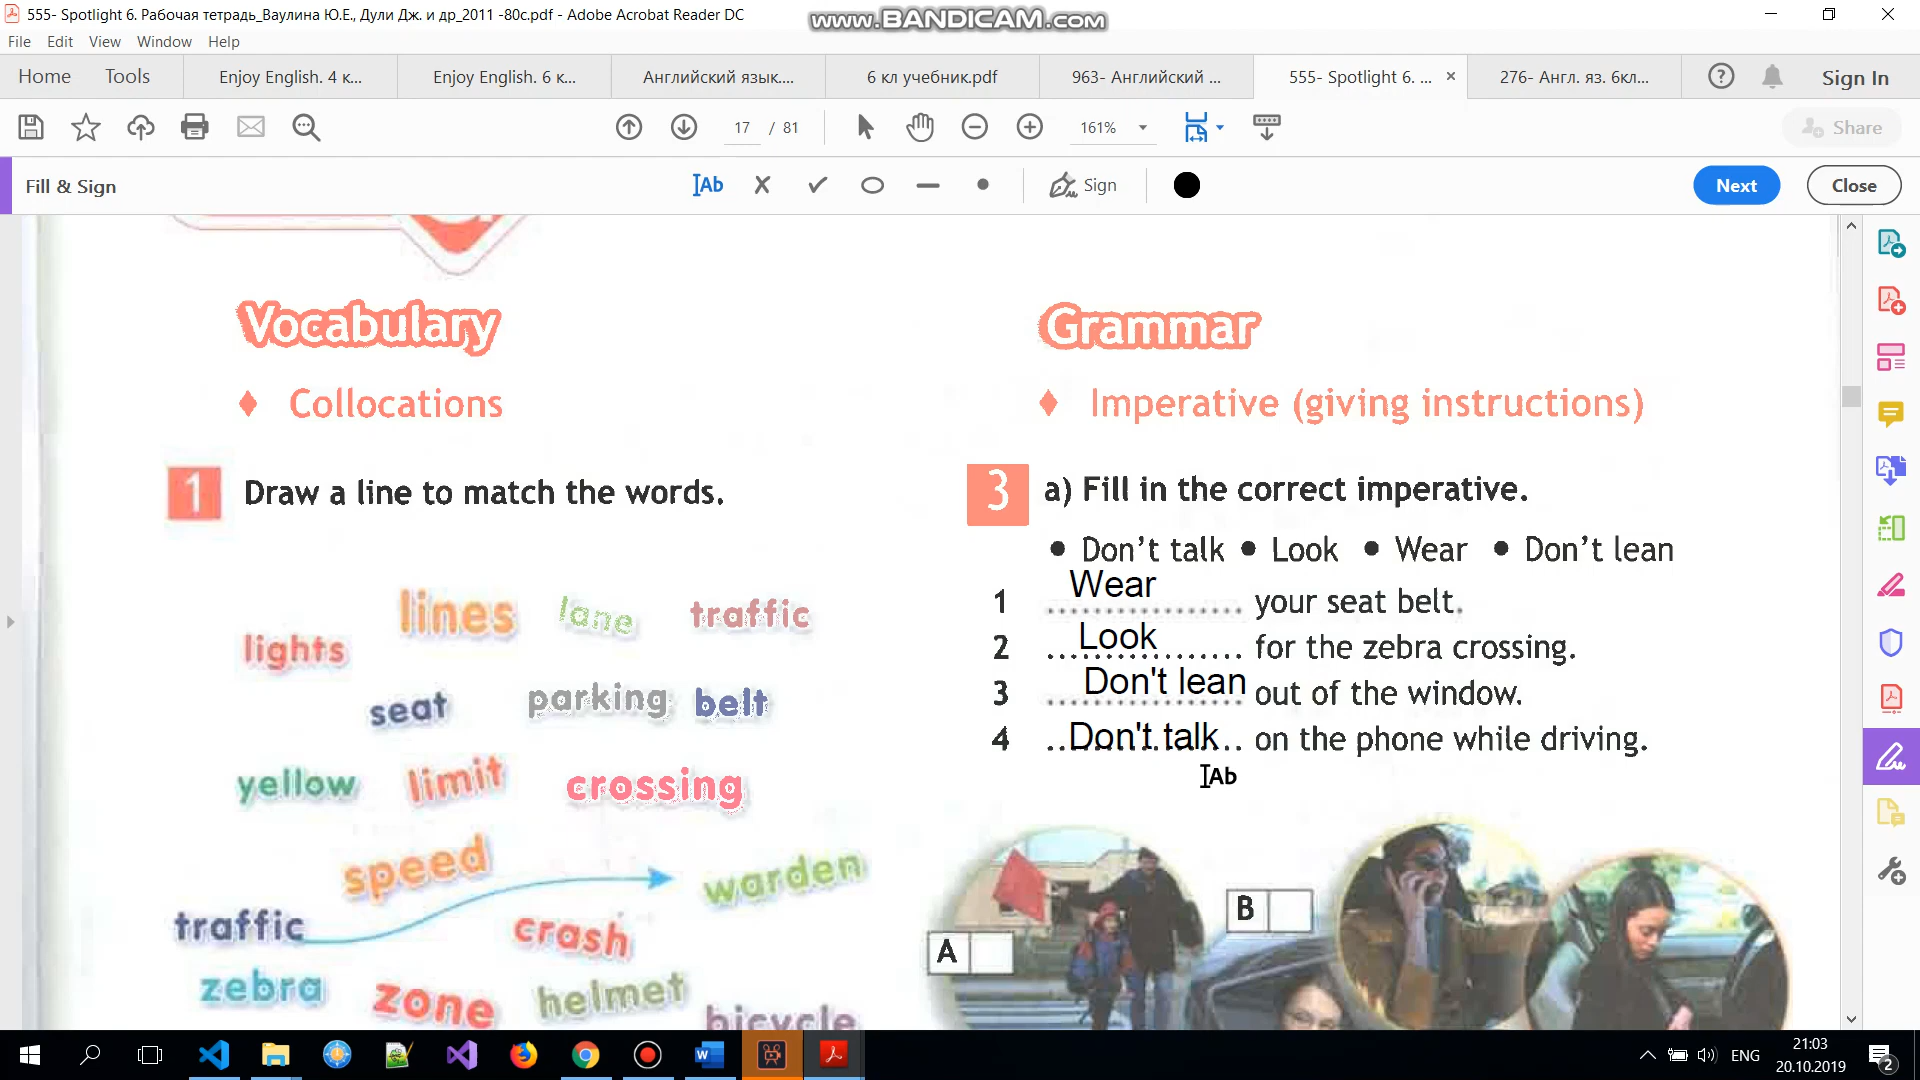 555- Spotlight 6. Рабочая тетрадь_Ваулина Ю.Е., Дули Дж. и др_2011 -80с.pdf - Adobe Acrobat Reader DC
www.BANDICAM.com
File Edit View Window Help
Home Tools Enjoy English. 4 к... Enjoy English. 6 к... Английский язык.... 6 кл учебник.pdf 963- Английский ... 555- Spotlight 6. ... 276- Англ. яз. 6кл... Sign In
17 / 81 161% Share
Fill & Sign Ab Sign Next Close
Vocabulary
Collocations
1 Draw a line to match the words.
lines lane traffic
lights
seat parking belt
yellow limit crossing
speed warden
traffic crash
zebra zone helmet bicycle
Grammar
Imperative (giving instructions)
3 a) Fill in the correct imperative.
• Don't talk • Look • Wear • Don't lean
1 Wear your seat belt.
2 Look for the zebra crossing.
3 Don't lean out of the window.
4 Don't talk on the phone while driving.
Ab
A
B
ENG 21:03
20.10.2019
2